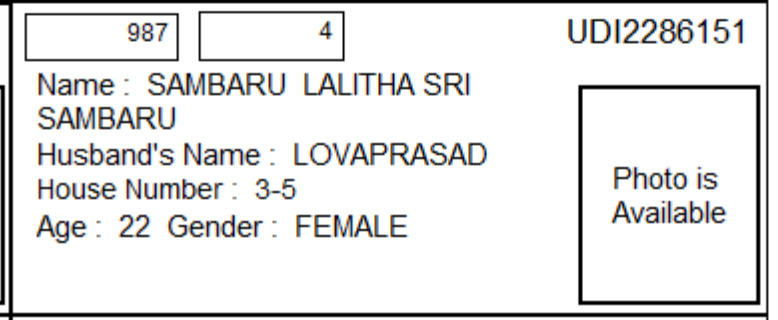 987 4 UDI2286151
Name : SAMBARU LALITHA SRI
SAMBARU
Husband's Name : LOVAPRASAD
House Number : 3-5
Age : 22 Gender : FEMALE
Photo is
Available